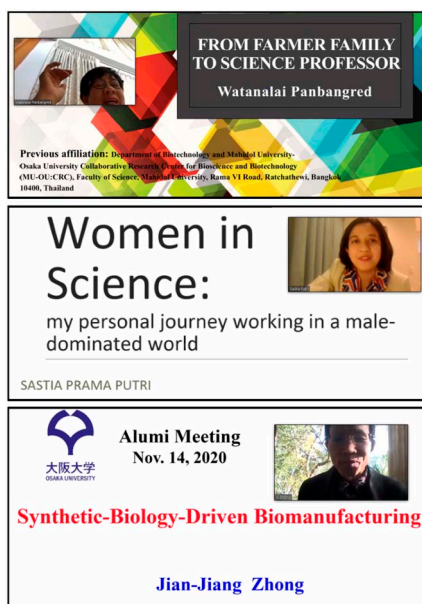 FROM FARMER FAMILY
TO SCIENCE PROFESSOR
Watanalai Panbangred
Previous affiliation: Department of Biotechnology and Mahidol University-
Osaka University Collaborative Research Center for Bioscience and Biotechnology
(MU-OU:CRC), Faculty of Science, Mahidol University, Rama VI Road, Ratchathewi, Bangkok
10400, Thailand
Women in
Science:
my personal journey working in a male-
dominated world
SASTIA PRAMA PUTRI
大阪大学
OSAKA UNIVERSITY
Alumi Meeting
Nov. 14, 2020
Synthetic-Biology-Driven Biomanufacturing
Jian-Jiang Zhong